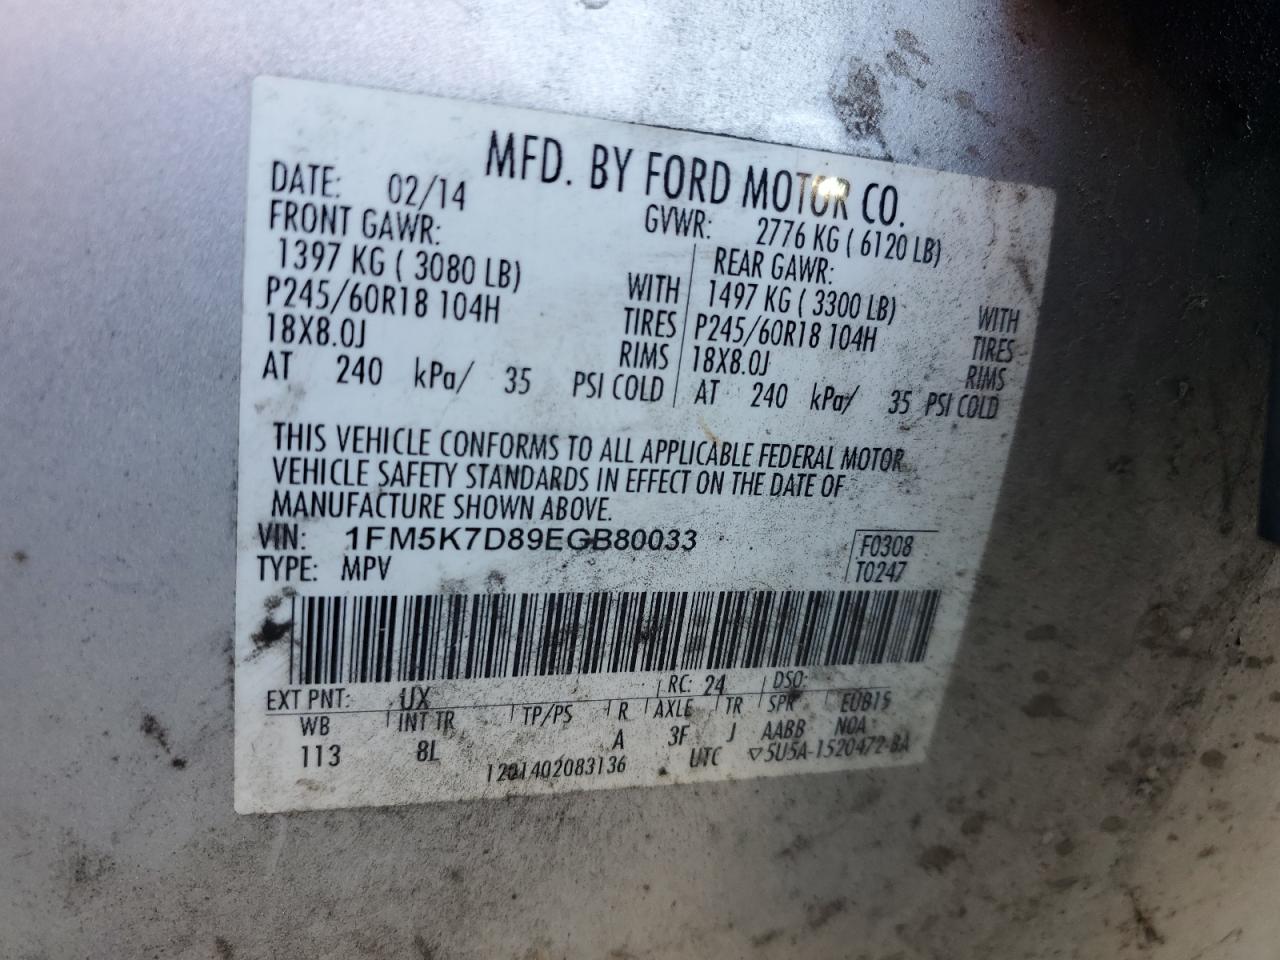 MFD. BY FORD MOTOR CO.
DATE: 02/14 GVWR: 2776 KG ( 6120 LB)
FRONT GAWR: REAR GAWR:
1397 KG ( 3080 LB) WITH 1497 KG ( 3300 LB) WITH
P245/60R18 104H TIRES P245/60R18 104H TIRES
18X8.0J RIMS 18X8.0J RIMS
AT 240 kPa/ 35 PSI COLD AT 240 kPa/ 35 PSI COLD
THIS VEHICLE CONFORMS TO ALL APPLICABLE FEDERAL MOTOR
VEHICLE SAFETY STANDARDS IN EFFECT ON THE DATE OF
MANUFACTURE SHOWN ABOVE.
VIN: 1FM5K7D89EGB80033 F0308
TYPE: MPV T0247
EXT PNT: UX RC: 24 DSO:
WB INT TR TP/PS R AXLE TR SPR EUB15
113 8L A 3F J AABB NOA
1201402083136 UTC ▽5U5A-1520472-BA